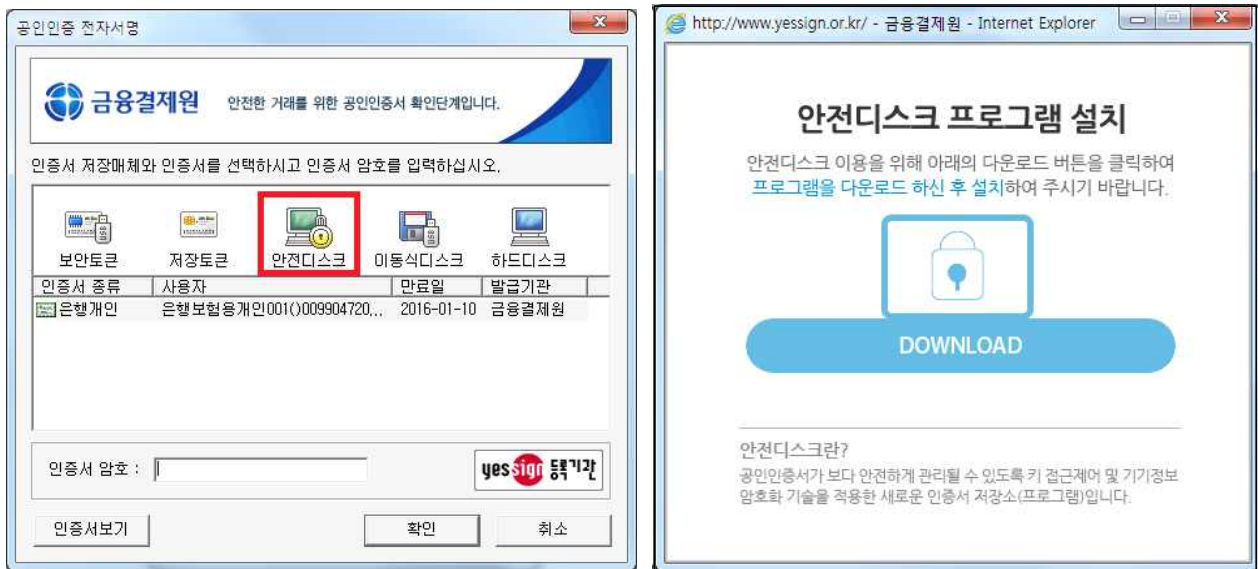 공인인증 전자서명
금융결제원 안전한 거래를 위한 공인인증서 확인단계입니다.
인증서 저장매체와 인증서를 선택하시고 인증서 암호를 입력하십시오.
보안토큰 저장토큰 안전디스크 이동식디스크 하드디스크
인증서 종류 사용자 만료일 발급기관
은행개인 은행보험용개인001()009904720... 2016-01-10 금융결제원
인증서 암호 :
yessign 등록기관
인증서보기 확인 취소
http://www.yessign.or.kr/ - 금융결제원 - Internet Explorer
안전디스크 프로그램 설치
안전디스크 이용을 위해 아래의 다운로드 버튼을 클릭하여
프로그램을 다운로드 하신 후 설치하여 주시기 바랍니다.
DOWNLOAD
안전디스크란?
공인인증서가 보다 안전하게 관리될 수 있도록 키 접근제어 및 기기정보
암호화 기술을 적용한 새로운 인증서 저장소(프로그램)입니다.